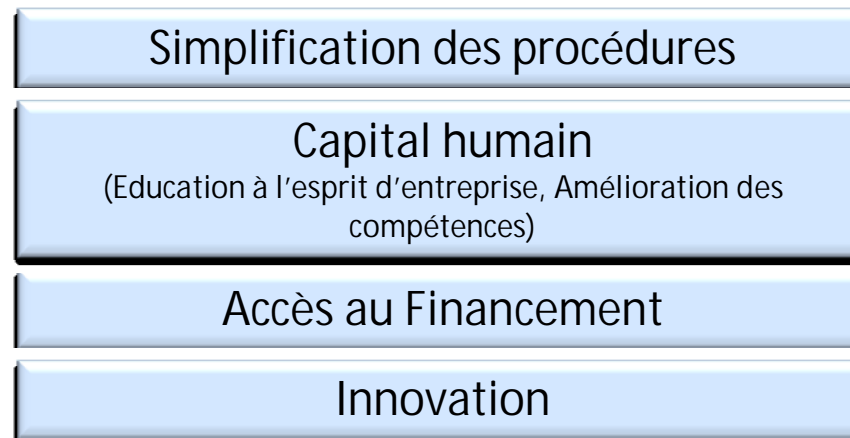 Simplification des procédures
Capital humain
(Education à l’esprit d’entreprise, Amélioration des
compétences)
Accès au Financement
Innovation